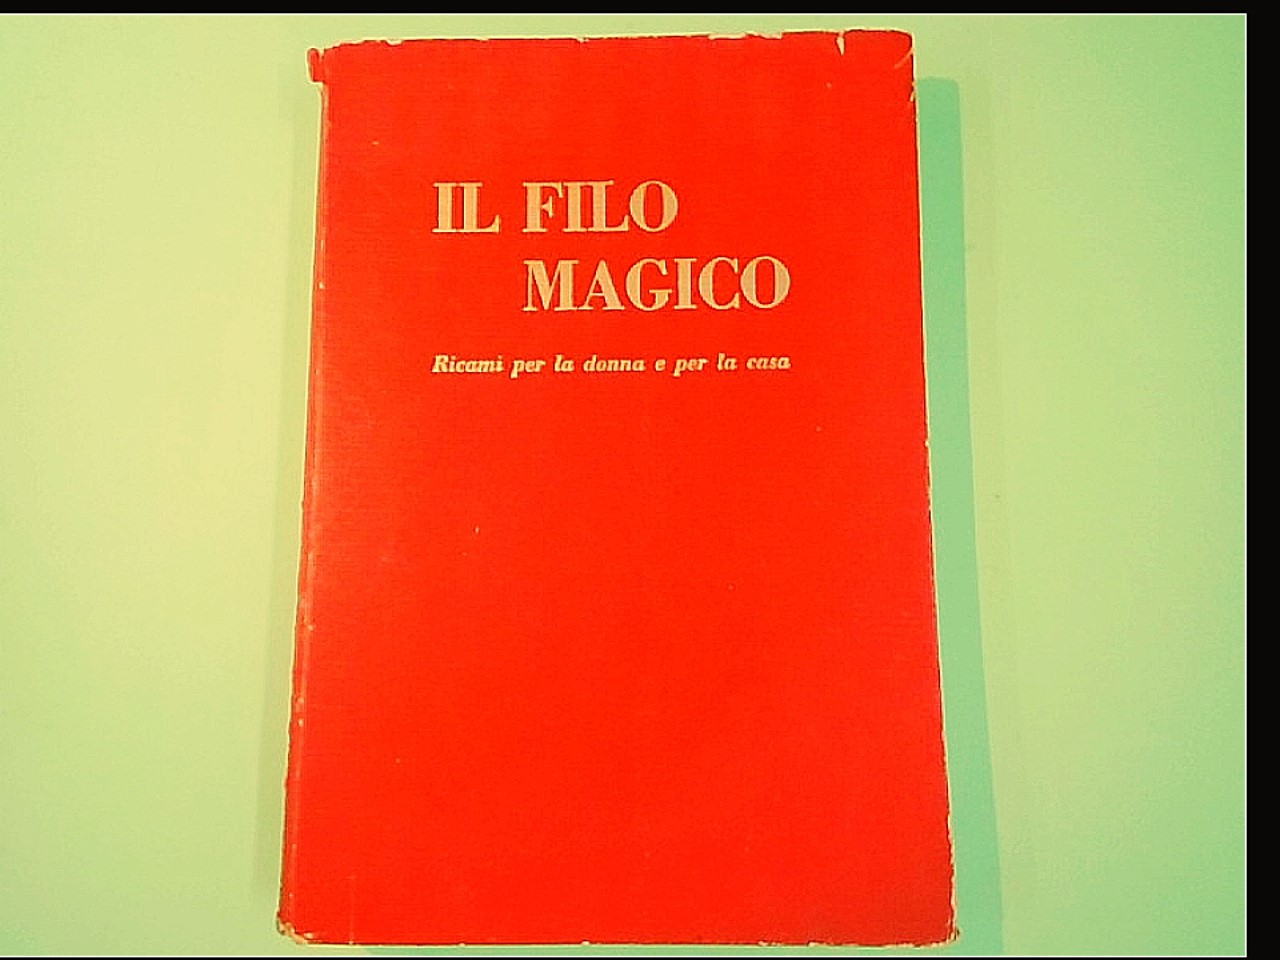 IL FILO
MAGICO
Ricami per la donna e per la casa